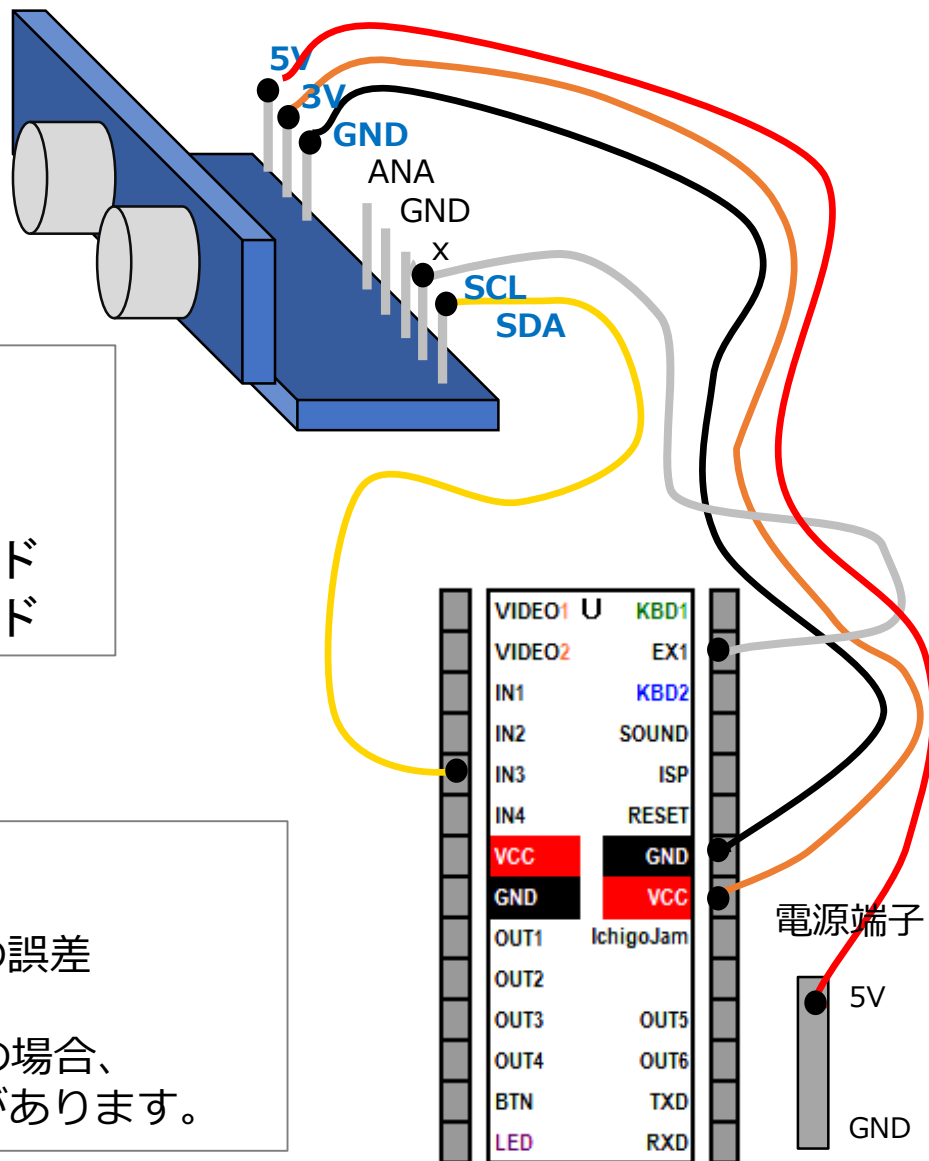 5V
3V
GND
ANA
GND
x
SCL
SDA
ド
ド
VIDEO1 U KBD1
VIDEO2 EX1
IN1 KBD2
IN2 SOUND
IN3 ISP
IN4 RESET
VCC GND
GND VCC
OUT1 IchigoJam
OUT2
OUT3 OUT5
OUT4 OUT6
BTN TXD
LED RXD
電源端子
5V
GND
の誤差
の場合、
があります。